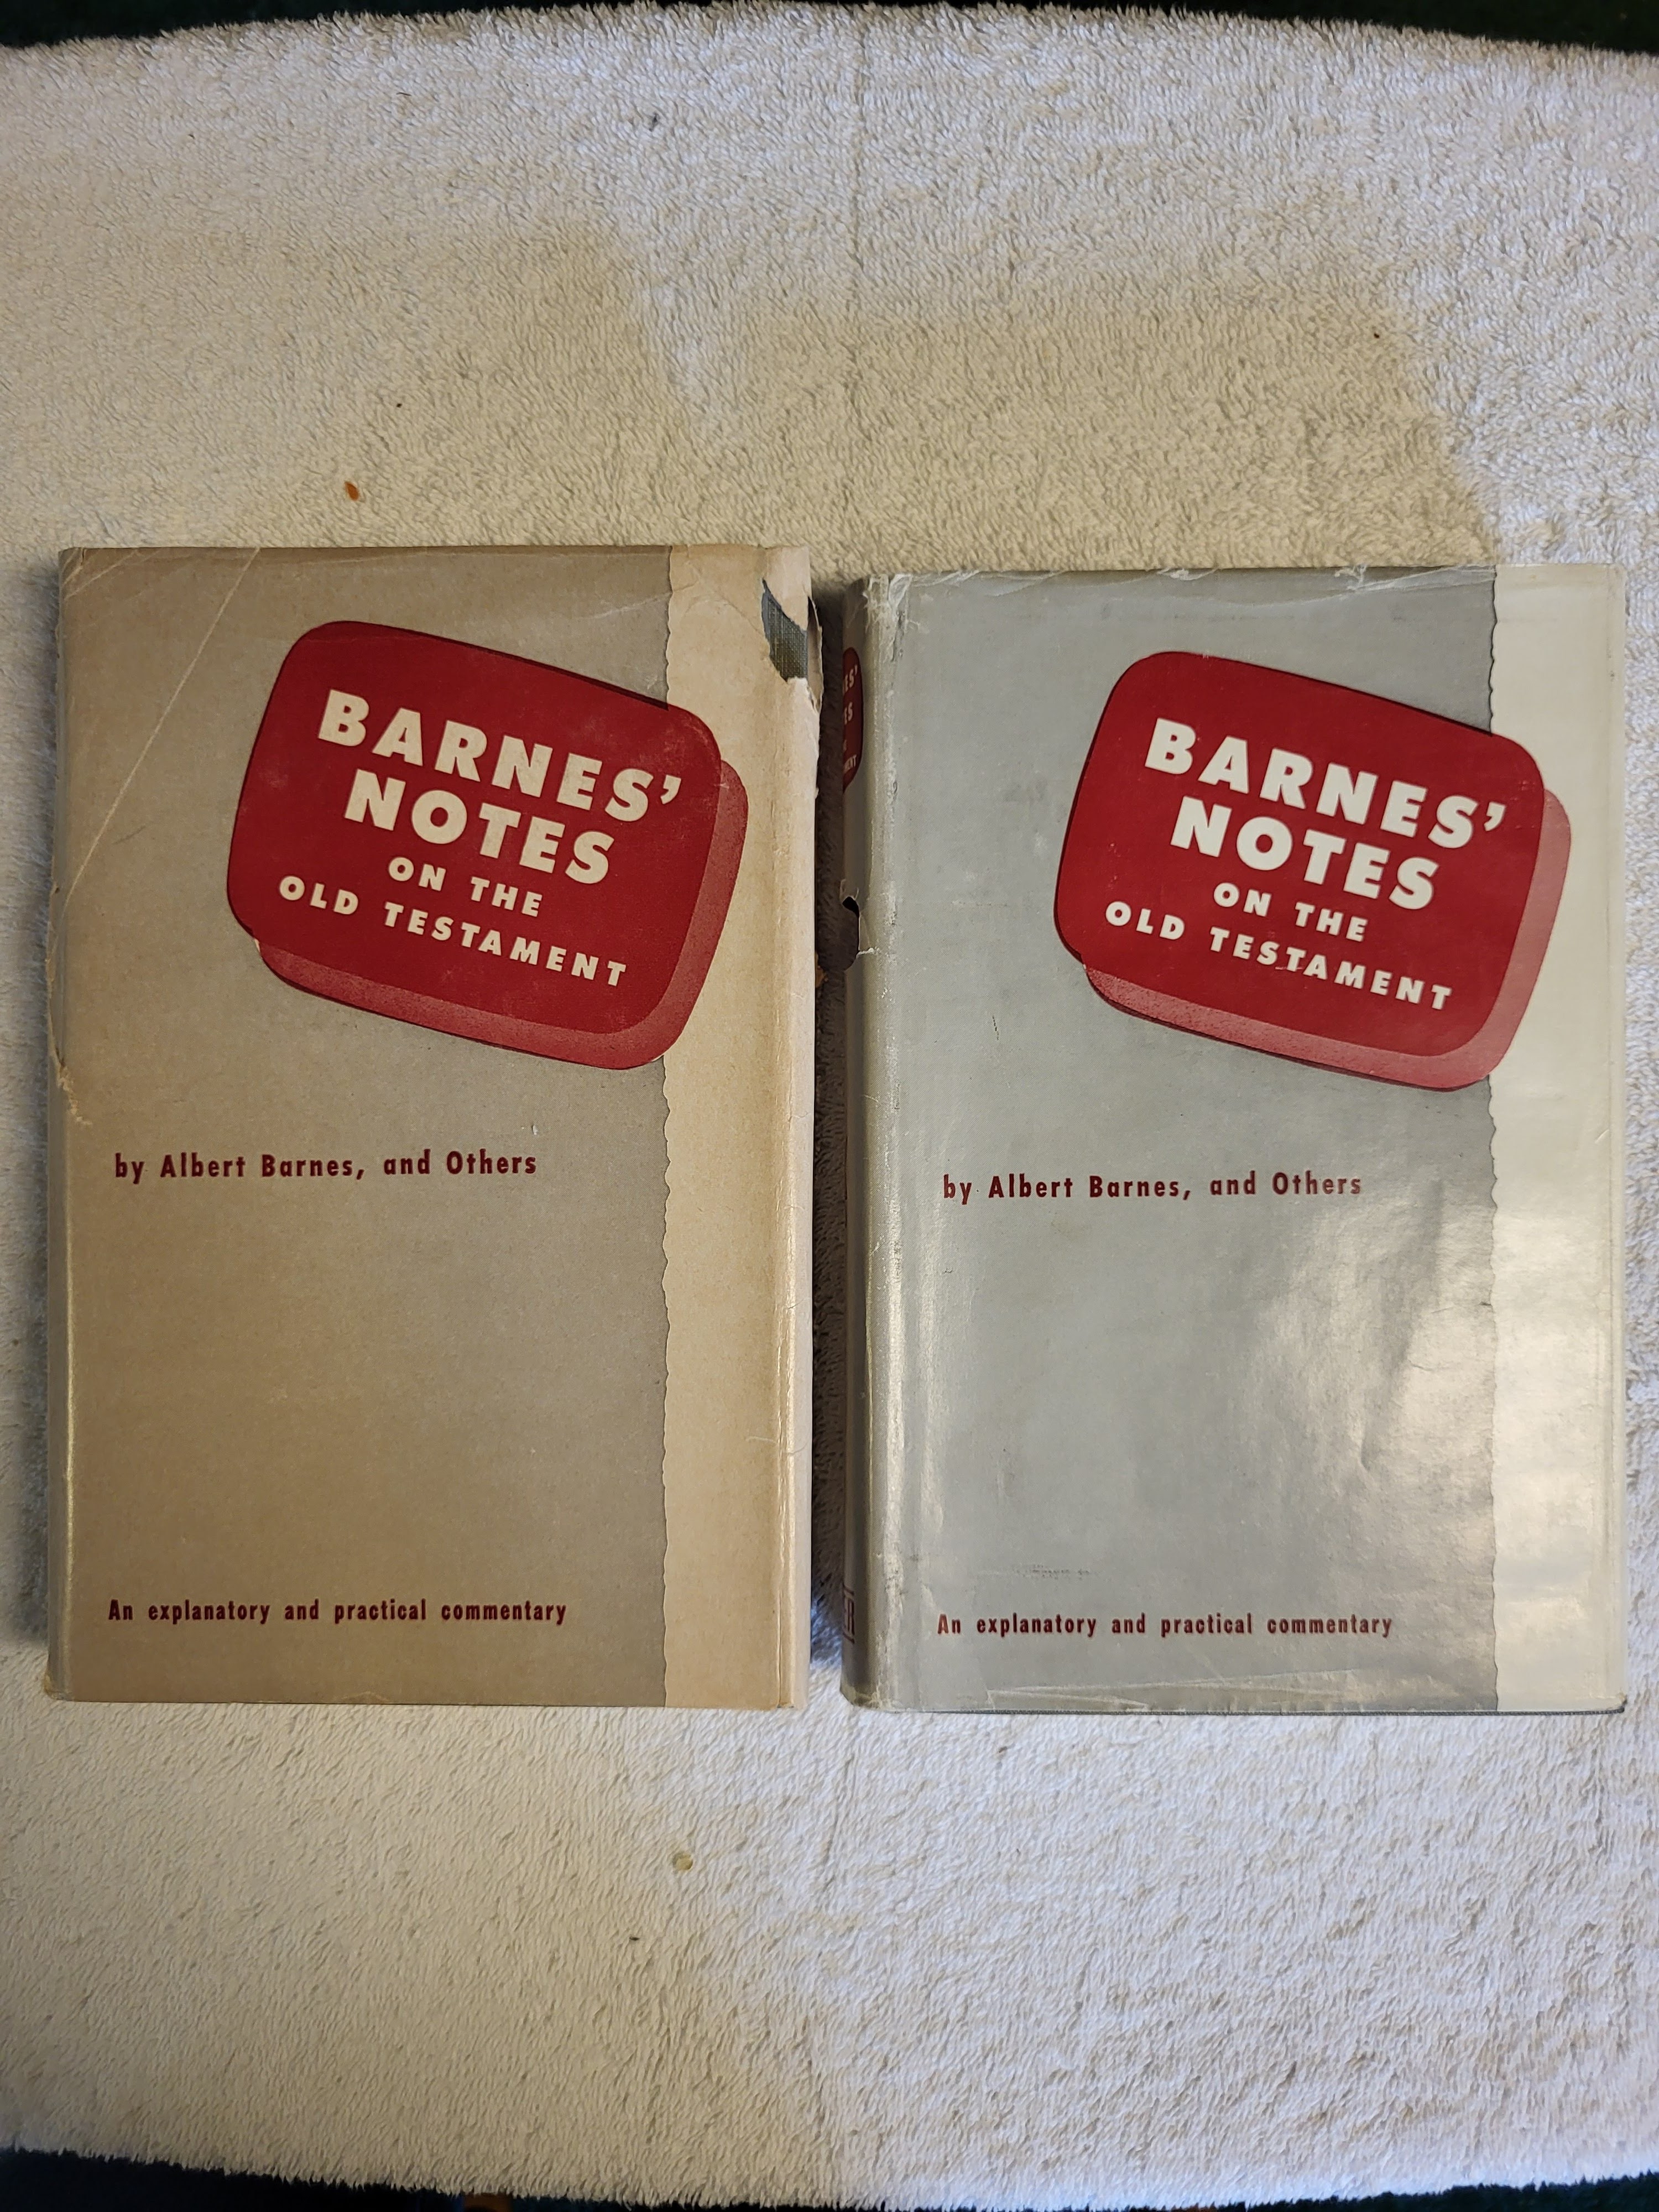 BARNES'
NOTES
ON THE
OLD TESTAMENT
by Albert Barnes, and Others
An explanatory and practical commentary
BARNES'
NOTES
ON THE
OLD TESTAMENT
by Albert Barnes, and Others
An explanatory and practical commentary